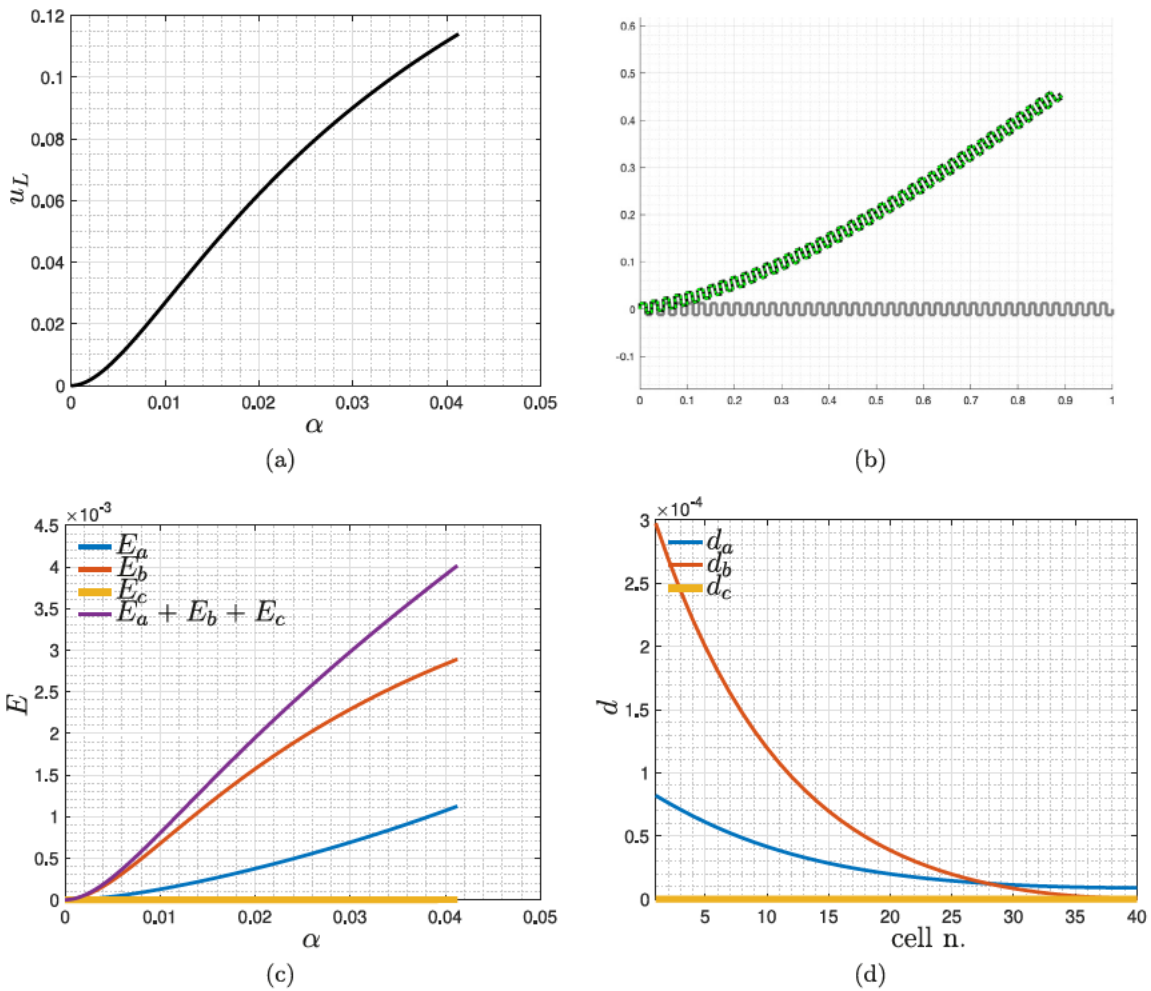 0.12
0.1
0.08
0.06
0.04
0.02
0
u_L
0 0.01 0.02 0.03 0.04 0.05
α
(a)
0.6
0.5
0.4
0.3
0.2
0.1
0
-0.1
0 0.1 0.2 0.3 0.4 0.5 0.6 0.7 0.8 0.9 1
(b)
×10⁻³
4.5
4
3.5
3
2.5
2
1.5
1
0.5
0
E
E_a
E_b
E_c
E_a + E_b + E_c
0 0.01 0.02 0.03 0.04 0.05
α
(c)
×10⁻⁴
3
2.5
2
1.5
1
0.5
0
d
d_a
d_b
d_c
5 10 15 20 25 30 35 40
cell n.
(d)